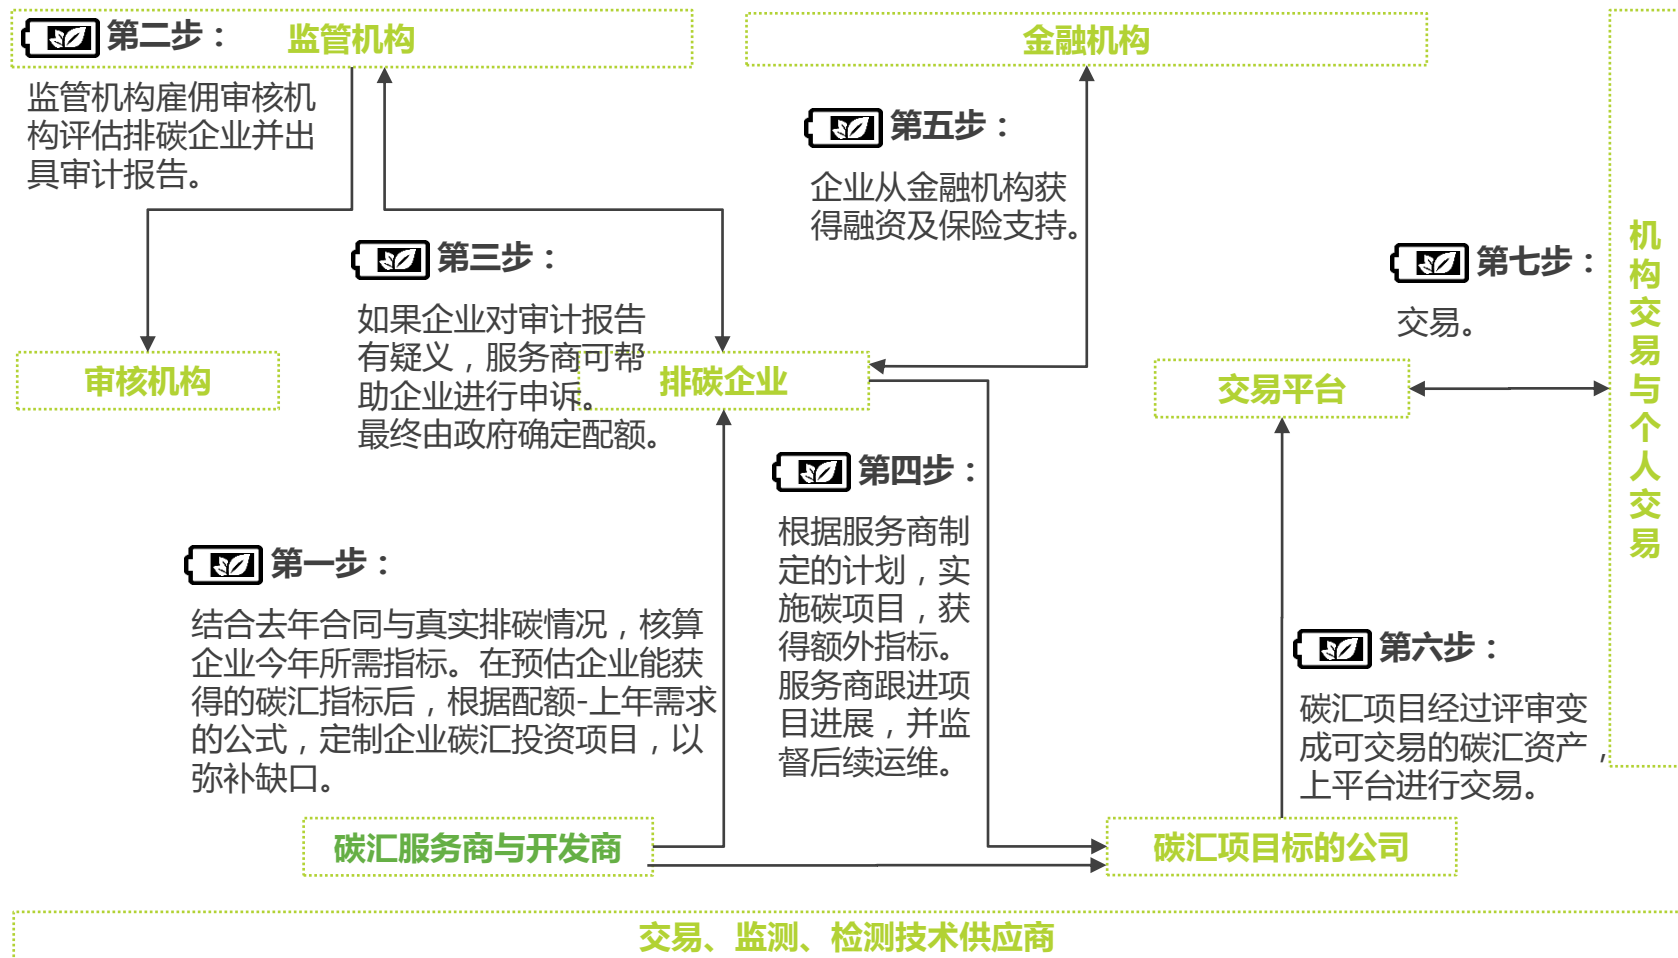 第二步：
监管机构
金融机构
监管机构雇佣审核机
构评估排碳企业并出
具审计报告。
第五步：
企业从金融机构获
得融资及保险支持。
第三步：
如果企业对审计报告
有疑义，服务商可帮
助企业进行申诉。
最终由政府确定配额。
第七步：
交易。
机构交易与个人交易
审核机构
排碳企业
交易平台
第四步：
根据服务商制
定的计划，实
施碳项目，获
得额外指标。
服务商跟进项
目进展，并监
督后续运维。
第一步：
结合去年合同与真实排碳情况，核算
企业今年所需指标。在预估企业能获
得的碳汇指标后，根据配额-上年需求
的公式，定制企业碳汇投资项目，以
弥补缺口。
第六步：
碳汇项目经过评审变
成可交易的碳汇资产，
上平台进行交易。
碳汇服务商与开发商
碳汇项目标的公司
交易、监测、检测技术供应商